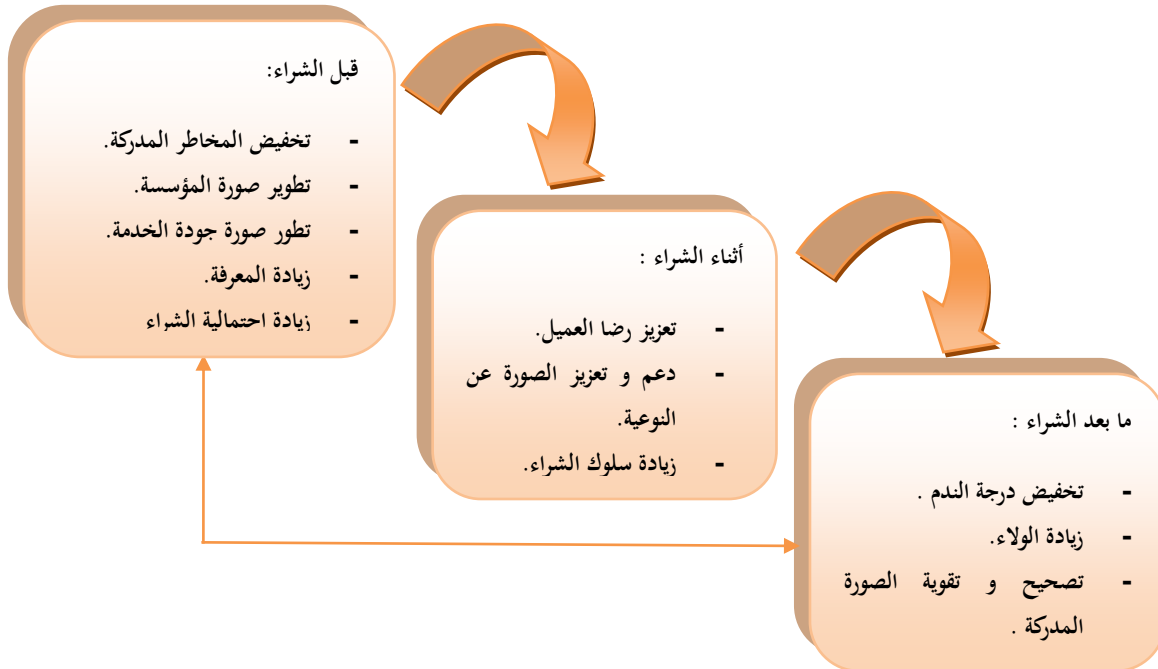 قبل الشراء:
- تخفيض المخاطر المدركة.
- تطوير صورة المؤسسة.
- تطور صورة جودة الخدمة.
- زيادة المعرفة.
- زيادة احتمالية الشراء
أثناء الشراء :
- تعزيز رضا العميل.
- دعم و تعزيز الصورة عن
النوعية.
- زيادة سلوك الشراء.
ما بعد الشراء :
- تخفيض درجة الندم .
- زيادة الولاء.
- تصحيح و تقوية الصورة
المدركة .